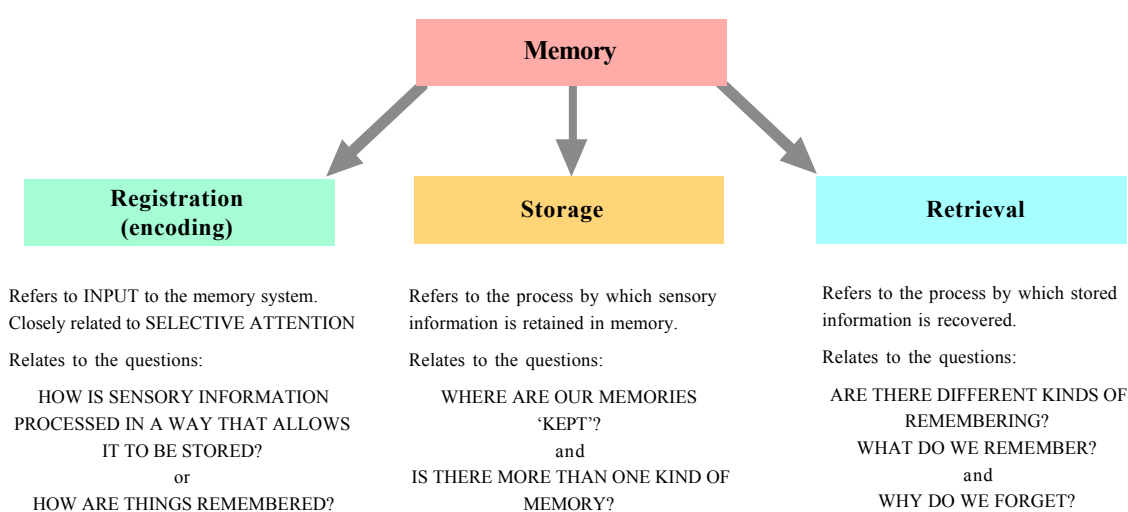 Memory
Registration
(encoding)
Refers to INPUT to the memory system.
Closely related to SELECTIVE ATTENTION
Relates to the questions:
HOW IS SENSORY INFORMATION
PROCESSED IN A WAY THAT ALLOWS
IT TO BE STORED?
or
HOW ARE THINGS REMEMBERED?
Storage
Refers to the process by which sensory
information is retained in memory.
Relates to the questions:
WHERE ARE OUR MEMORIES
‘KEPT’?
and
IS THERE MORE THAN ONE KIND OF
MEMORY?
Retrieval
Refers to the process by which stored
information is recovered.
Relates to the questions:
ARE THERE DIFFERENT KINDS OF
REMEMBERING?
WHAT DO WE REMEMBER?
and
WHY DO WE FORGET?